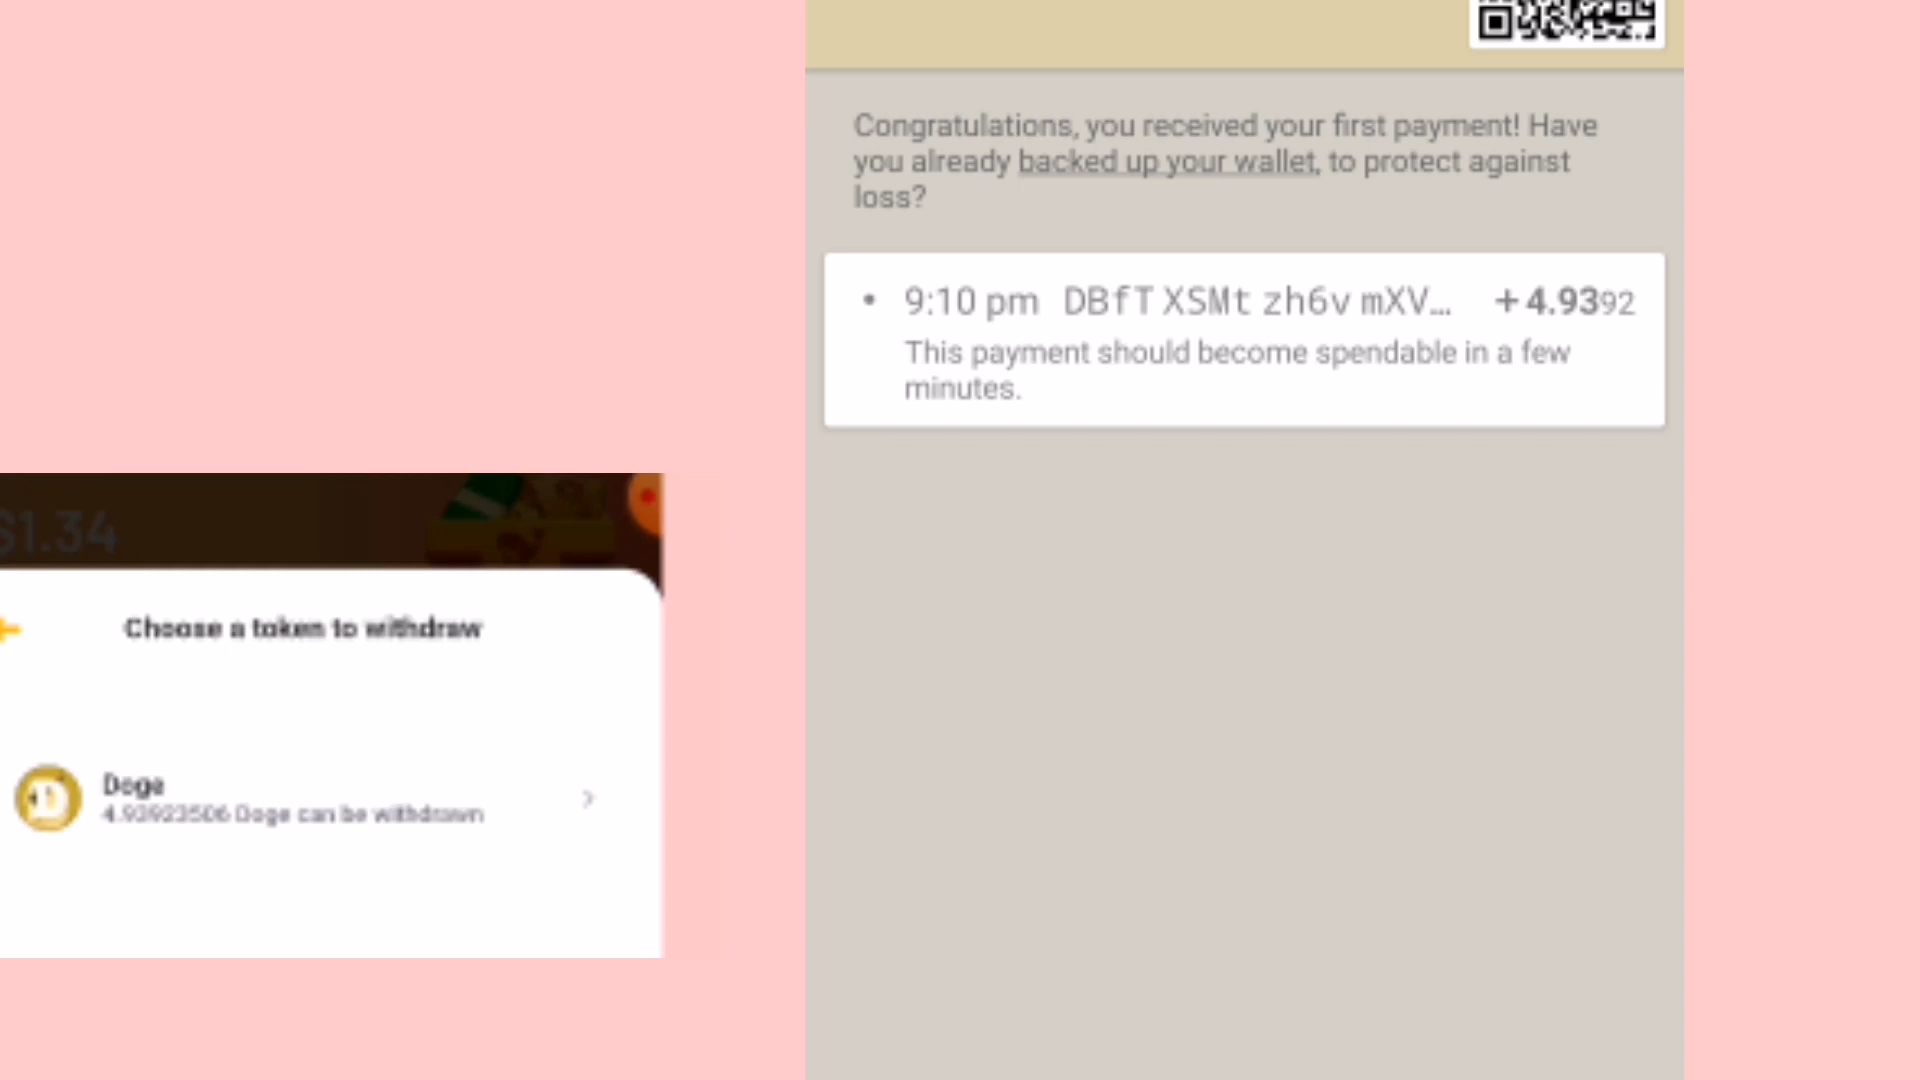 Congratulations, you received your first payment! Have
you already backed up your wallet, to protect against
loss?
• 9:10 pm DBfT XSMt zh6v mXV... +4.9392
This payment should become spendable in a few
minutes.
$1.34
Choose a token to withdraw
Doge
4.93923506 Doge can be withdrawn